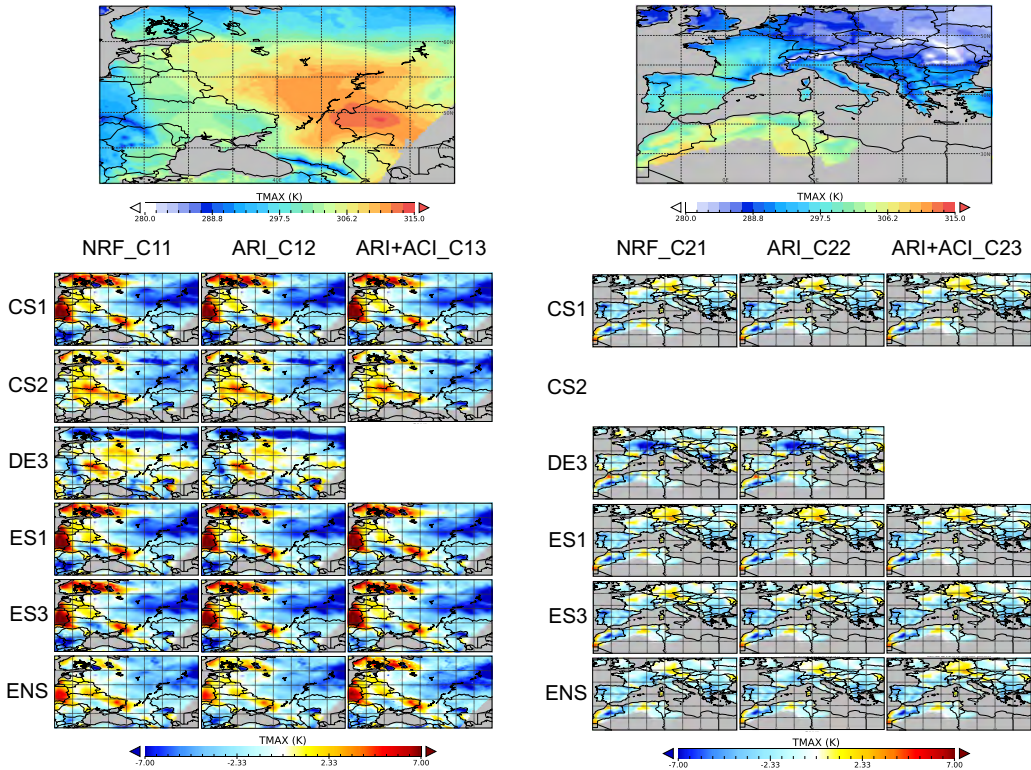 TMAX (K)
280.0 288.8 297.5 306.2 315.0
TMAX (K)
280.0 288.8 297.5 306.2 315.0
NRF_C11 ARI_C12 ARI+ACI_C13
NRF_C21 ARI_C22 ARI+ACI_C23
CS1
CS1
CS2
CS2
DE3
DE3
ES1
ES1
ES3
ES3
ENS
ENS
TMAX (K)
-7.00 -2.33 2.33 7.00
TMAX (K)
-7.00 -2.33 2.33 7.00